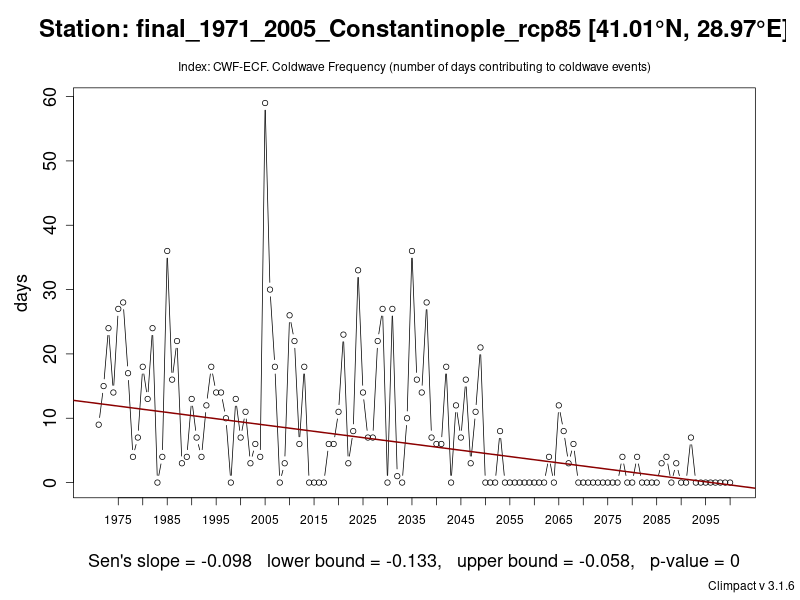 Station: final_1971_2005_Constantinople_rcp85 [41.01°N, 28.97°E]
Index: CWF-ECF. Coldwave Frequency (number of days contributing to coldwave events)
60
50
40
30
20
10
0
days
1975 1985 1995 2005 2015 2025 2035 2045 2055 2065 2075 2085 2095
Sen's slope = -0.098 lower bound = -0.133, upper bound = -0.058, p-value = 0
Climpact v 3.1.6